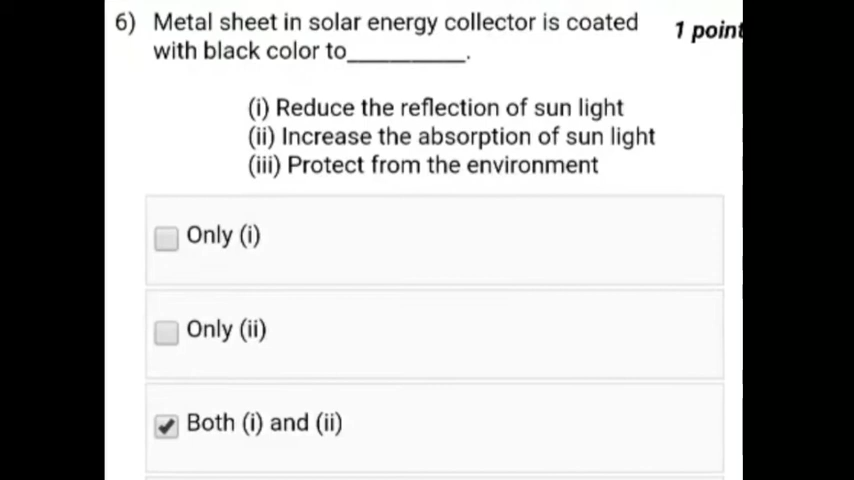 6) Metal sheet in solar energy collector is coated 1 point
with black color to__________.
(i) Reduce the reflection of sun light
(ii) Increase the absorption of sun light
(iii) Protect from the environment
Only (i)
Only (ii)
Both (i) and (ii)